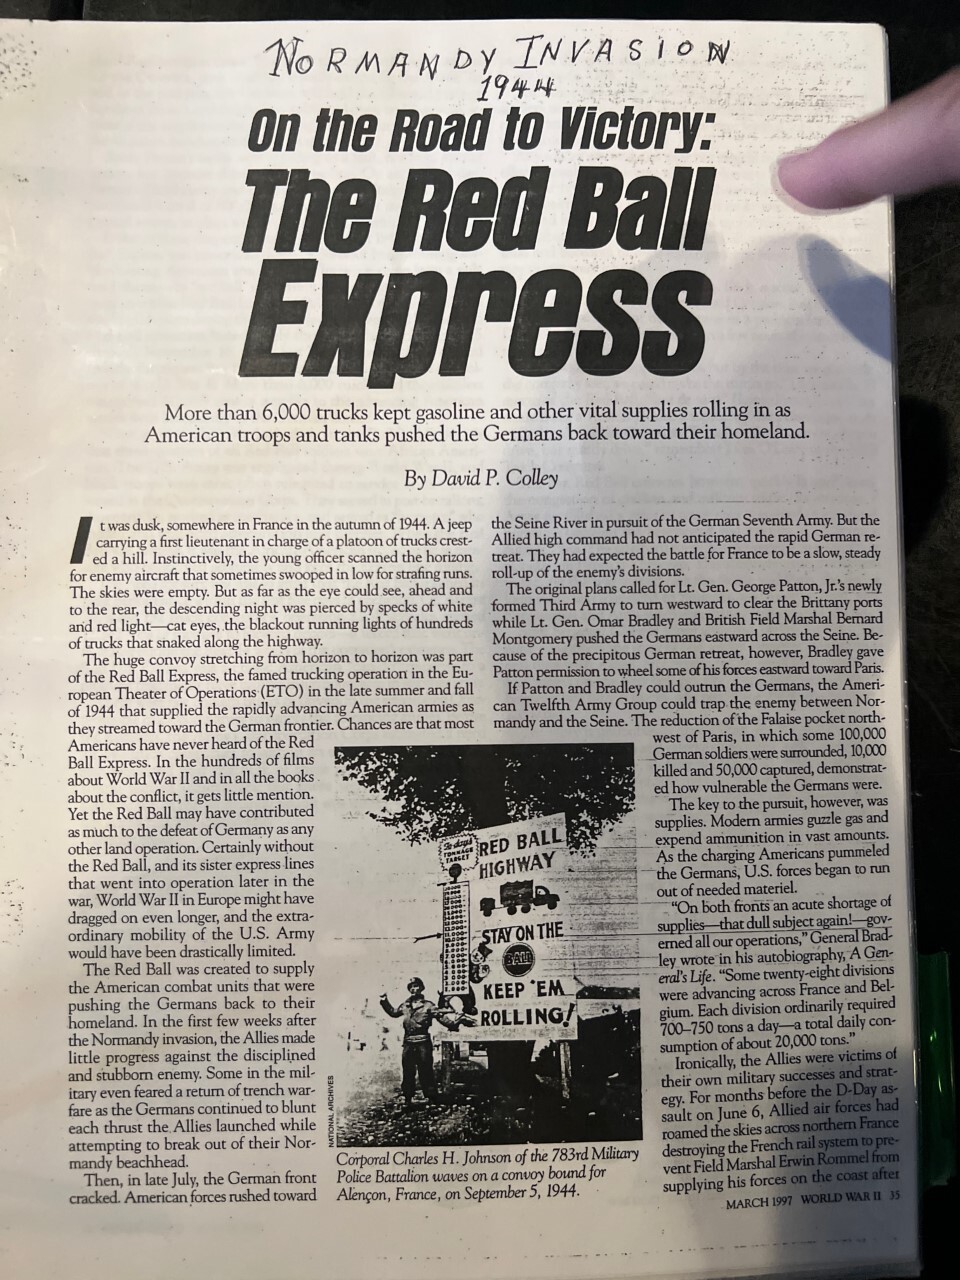 NORMANDY INVASION
1944
On the Road to Victory:
The Red Ball
Express
More than 6,000 trucks kept gasoline and other vital supplies rolling in as
American troops and tanks pushed the Germans back toward their homeland.
By David P. Colley
It was dusk, somewhere in France in the autumn of 1944. A jeep
carrying a first lieutenant in charge of a platoon of trucks crest-
ed a hill. Instinctively, the young officer scanned the horizon
for enemy aircraft that sometimes swooped in low for strafing runs.
The skies were empty. But as far as the eye could see, ahead and
to the rear, the descending night was pierced by specks of white
and red light—cat eyes, the blackout running lights of hundreds
of trucks that snaked along the highway.
The huge convoy stretching from horizon to horizon was part
of the Red Ball Express, the famed trucking operation in the Eu-
ropean Theater of Operations (ETO) in the late summer and fall
of 1944 that supplied the rapidly advancing American armies as
they streamed toward the German frontier. Chances are that most
Americans have never heard of the Red
Ball Express. In the hundreds of films
about World War II and in all the books
about the conflict, it gets little mention.
Yet the Red Ball may have contributed
as much to the defeat of Germany as any
other land operation. Certainly without
the Red Ball, and its sister express lines
that went into operation later in the
war, World War II in Europe might have
dragged on even longer, and the extra-
ordinary mobility of the U.S. Army
would have been drastically limited.
The Red Ball was created to supply
the American combat units that were
pushing the Germans back to their
homeland. In the first few weeks after
the Normandy invasion, the Allies made
little progress against the disciplined
and stubborn enemy. Some in the mil-
itary even feared a return of trench war-
fare as the Germans continued to blunt
each thrust the Allies launched while
attempting to break out of their Nor-
mandy beachhead.
Then, in late July, the German front
cracked. American forces rushed toward
the Seine River in pursuit of the German Seventh Army. But the
Allied high command had not anticipated the rapid German re-
treat. They had expected the battle for France to be a slow, steady
roll-up of the enemy's divisions.
The original plans called for Lt. Gen. George Patton, Jr.'s newly
formed Third Army to turn westward to clear the Brittany ports
while Lt. Gen. Omar Bradley and British Field Marshal Bernard
Montgomery pushed the Germans eastward across the Seine. Be-
cause of the precipitous German retreat, however, Bradley gave
Patton permission to wheel some of his forces eastward toward Paris.
If Patton and Bradley could outrun the Germans, the Ameri-
can Twelfth Army Group could trap the enemy between Nor-
mandy and the Seine. The reduction of the Falaise pocket north-
west of Paris, in which some 100,000
German soldiers were surrounded, 10,000
killed and 50,000 captured, demonstrat-
ed how vulnerable the Germans were.
The key to the pursuit, however, was
supplies. Modern armies guzzle gas and
expend ammunition in vast amounts.
As the charging Americans pummeled
the Germans, U.S. forces began to run
out of needed materiel.
"On both fronts an acute shortage of
supplies—that dull subject again!—gov-
erned all our operations," General Brad-
ley wrote in his autobiography, A Gen-
eral's Life. "Some twenty-eight divisions
were advancing across France and Bel-
gium. Each division ordinarily required
700–750 tons a day—a total daily con-
sumption of about 20,000 tons."
Ironically, the Allies were victims of
their own military successes and strat-
egy. For months before the D-Day as-
sault on June 6, Allied air forces had
roamed the skies across northern France
destroying the French rail system to pre-
vent Field Marshal Erwin Rommel from
supplying his forces on the coast after
To-day's
TONNAGE
TARGET
RED BALL
HIGHWAY
STAY ON THE
BALL
KEEP 'EM
ROLLING!
NATIONAL ARCHIVES
Corporal Charles H. Johnson of the 783rd Military
Police Battalion waves on a convoy bound for
Alençon, France, on September 5, 1944.
MARCH 1997 WORLD WAR II 35